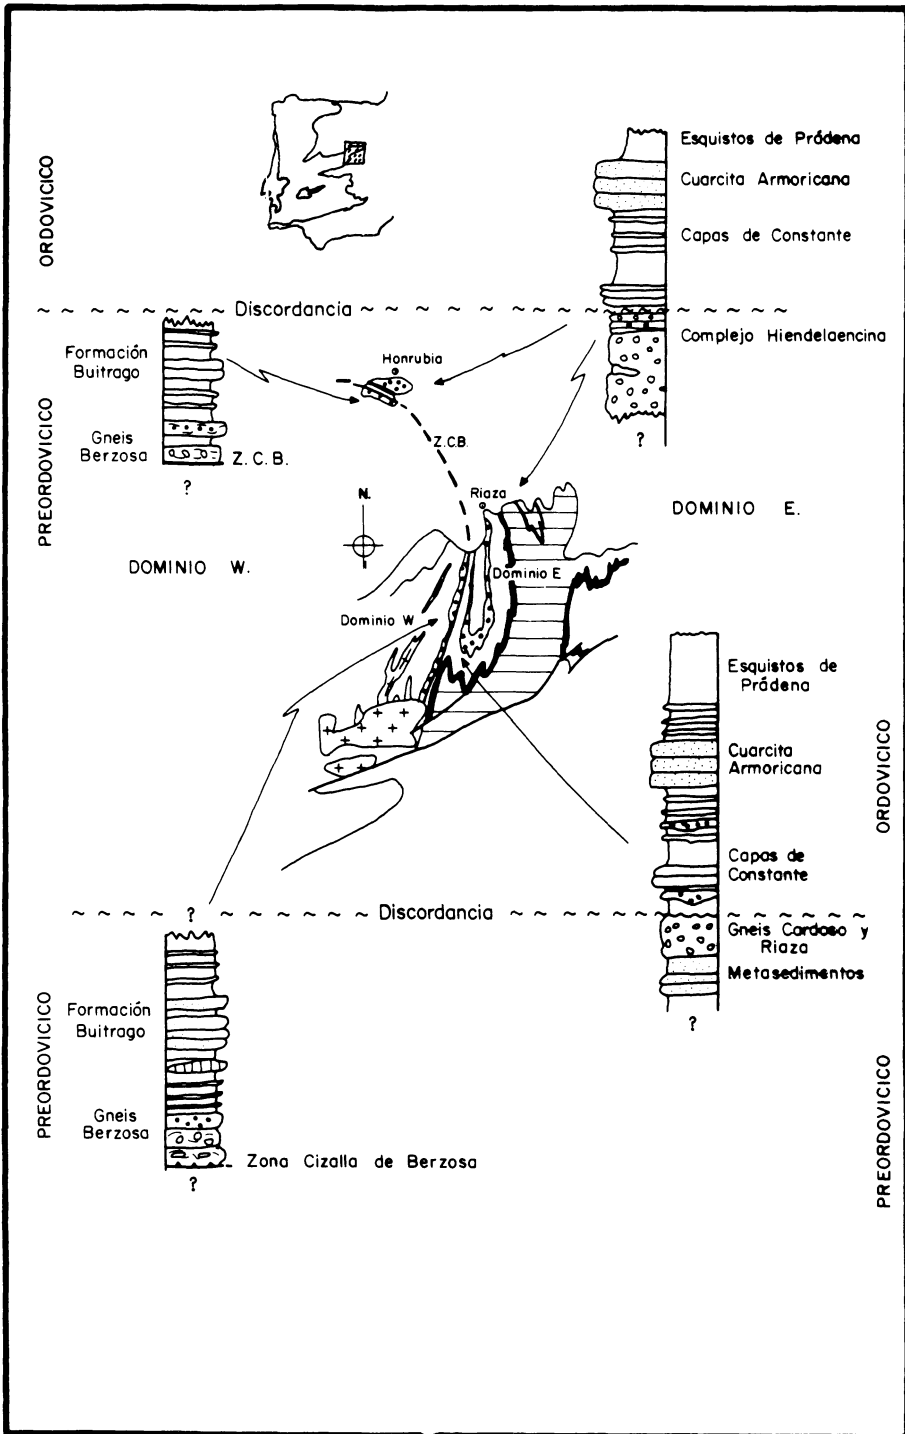 ORDOVICICO
Esquistos de Prádena
Cuarcita Armoricana
Capas de Constante
Discordancia
PREORDOVICICO
Formación
Buitrago
Gneis
Berzosa
Z.C.B.
?
Complejo Hiendelaencina
?
Honrubia
Z.C.B.
N.
Riaza
DOMINIO W.
DOMINIO E.
Dominio E
Dominio W
ORDOVICICO
Esquistos de
Prádena
Cuarcita
Armoricana
Capas de
Constante
? Discordancia
Gneis Cardoso y
Riaza
Metasedimentos
?
PREORDOVICICO
PREORDOVICICO
Formación
Buitrago
Gneis
Berzosa
Zona Cizalla de Berzosa
?